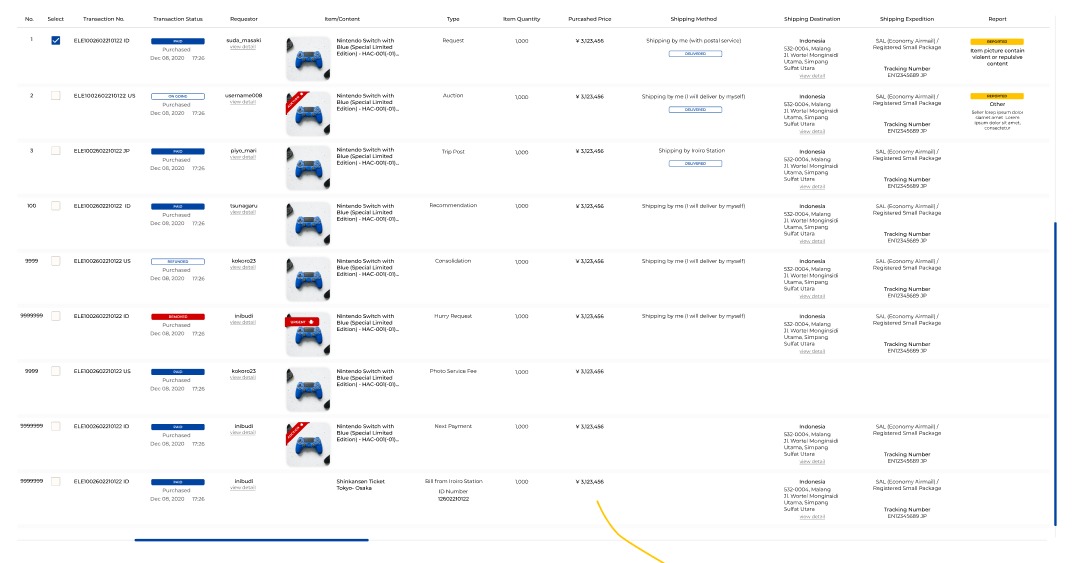 No. Select Transaction No. Transaction Status Requestor Item/Content Type Item Quantity Purcashed Price Shipping Method Shipping Destination Shipping Expedition Report
1 ELE1002602210122 ID PAID suda_masaki Nintendo Switch with Request 1,000 ¥ 3,123,456 Shipping by me (with postal service) Indonesia SAL (Economy Airmail) / REPORTED
Purchased view detail Blue (Special Limited DELIVERED 532-0004, Malang Registered Small Package Item picture contain
Dec 08, 2020 17:26 Edition) - HAC-001(-01)... Jl. Wortel Monginsidi violent or repulsive
Utama, Simpang Tracking Number content
Sulfat Utara EN12345689 JP
view detail
2 ELE1002602210122 US ON GOING username008 Nintendo Switch with Auction 1,000 ¥ 3,123,456 Shipping by me (I will deliver by myself) Indonesia SAL (Economy Airmail) / REPORTED
Purchased view detail Blue (Special Limited DELIVERED 532-0004, Malang Registered Small Package Other
Dec 08, 2020 17:26 Edition) - HAC-001(-01)... Jl. Wortel Monginsidi
Utama, Simpang Tracking Number ipsum dolor sit amet,
Sulfat Utara EN12345689 JP consectetur
view detail
3 ELE1002602210122 JP PAID piyo_mari Nintendo Switch with Trip Post 1,000 ¥ 3,123,456 Shipping by Iroiro Station Indonesia SAL (Economy Airmail) /
Purchased view detail Blue (Special Limited DELIVERED 532-0004, Malang Registered Small Package
Dec 08, 2020 17:26 Edition) - HAC-001(-01)... Jl. Wortel Monginsidi
Utama, Simpang Tracking Number
Sulfat Utara EN12345689 JP
view detail
100 ELE1002602210122 ID PAID tsunagaru Nintendo Switch with Recommendation 1,000 ¥ 3,123,456 Shipping by me (I will deliver by myself) Indonesia SAL (Economy Airmail) /
Purchased view detail Blue (Special Limited 532-0004, Malang Registered Small Package
Dec 08, 2020 17:26 Edition) - HAC-001(-01)... Jl. Wortel Monginsidi
Utama, Simpang Tracking Number
Sulfat Utara EN12345689 JP
view detail
9999 ELE1002602210122 US REFUNDED kokoro23 Nintendo Switch with Consolidation 1,000 ¥ 3,123,456 Shipping by me (I will deliver by myself) Indonesia SAL (Economy Airmail) /
Purchased view detail Blue (Special Limited 532-0004, Malang Registered Small Package
Dec 08, 2020 17:26 Edition) - HAC-001(-01)... Jl. Wortel Monginsidi
Utama, Simpang Tracking Number
Sulfat Utara EN12345689 JP
view detail
9999999 ELE1002602210122 ID REMOVED inibudi Nintendo Switch with Hurry Request 1,000 ¥ 3,123,456 Shipping by me (I will deliver by myself) Indonesia SAL (Economy Airmail) /
Purchased view detail URGENT Blue (Special Limited 532-0004, Malang Registered Small Package
Dec 08, 2020 17:26 Edition) - HAC-001(-01)... Jl. Wortel Monginsidi
Utama, Simpang Tracking Number
Sulfat Utara EN12345689 JP
view detail
9999 ELE1002602210122 US PAID kokoro23 Nintendo Switch with Photo Service Fee 1,000 ¥ 3,123,456
Purchased view detail Blue (Special Limited
Dec 08, 2020 17:26 Edition) - HAC-001(-01)...
9999999 ELE1002602210122 ID PAID inibudi Nintendo Switch with Next Payment 1,000 ¥ 3,123,456 Indonesia SAL (Economy Airmail) /
Purchased view detail Blue (Special Limited 532-0004, Malang Registered Small Package
Dec 08, 2020 17:26 Edition) - HAC-001(-01)... Jl. Wortel Monginsidi
Utama, Simpang Tracking Number
Sulfat Utara EN12345689 JP
view detail
9999999 ELE1002602210122 ID PAID inibudi Shinkansen Ticket Bill from Iroiro Station 1,000 ¥ 3,123,456 Indonesia SAL (Economy Airmail) /
Purchased view detail Tokyo- Osaka ID Number 532-0004, Malang Registered Small Package
Dec 08, 2020 17:26 12602210122 Jl. Wortel Monginsidi
Utama, Simpang Tracking Number
Sulfat Utara EN12345689 JP
view detail